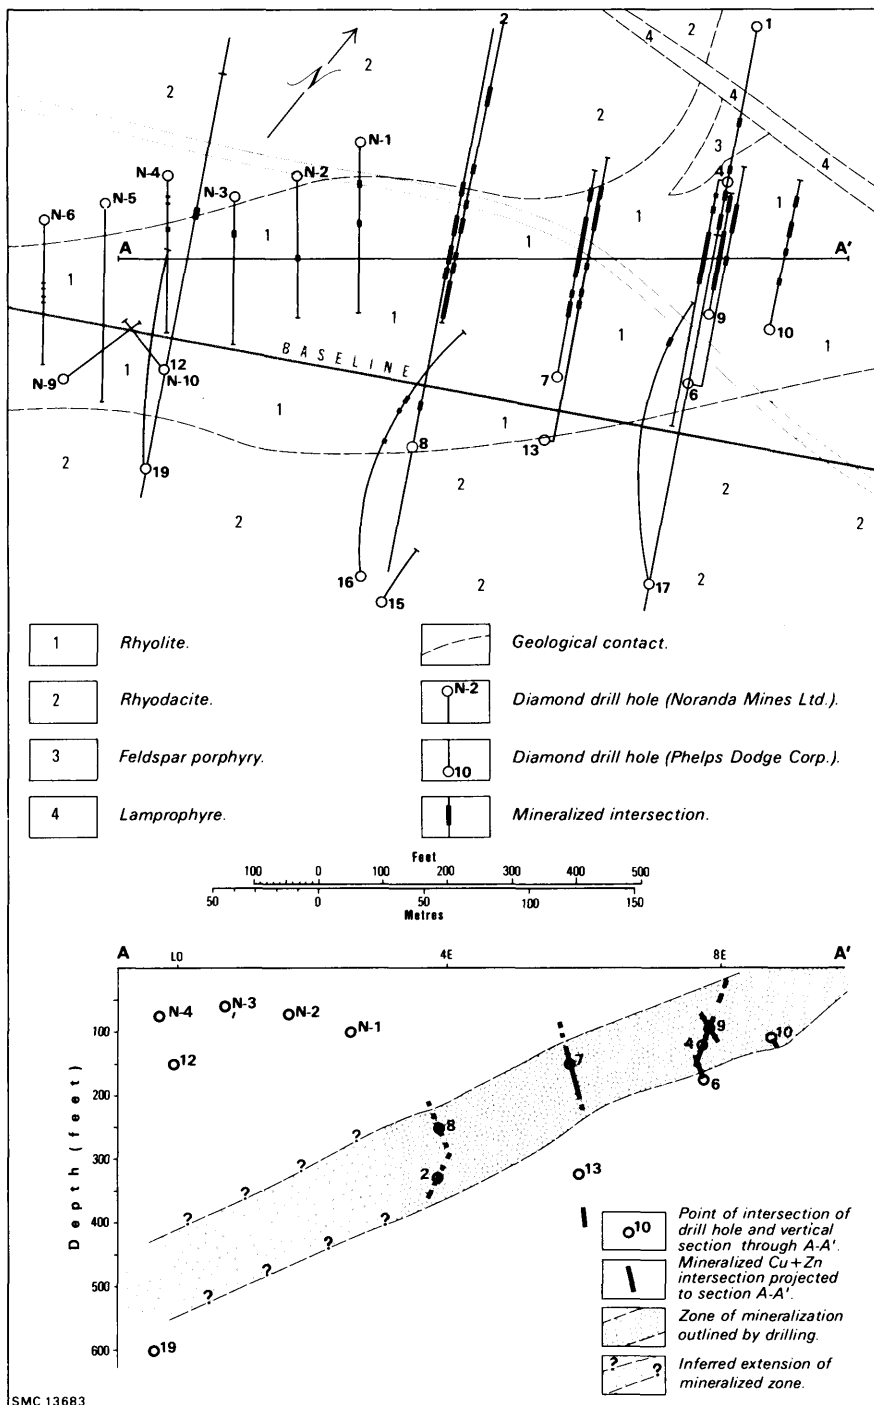 2
1
2
4
2
2
N
N-1
4
3
4
4
2
N-4
N-2
N-5
N-3
1
N-6
1
1
1
A
A'
1
1
1
9
10
1
BASELINE
12
1
N-10
N-9
7
6
1
1
8
13
2
19
2
2
2
2
16
15
2
17
2
1 Rhyolite.
Geological contact.
2 Rhyodacite.
N-2 Diamond drill hole (Noranda Mines Ltd.).
3 Feldspar porphyry.
10 Diamond drill hole (Phelps Dodge Corp.).
4 Lamprophyre.
Mineralized intersection.
Feet
100 0 100 200 300 400 500
50 0 50 100 150
Metres
A LO 4E 8E A'
N-4 N-3 N-2 N-1
100
9
4
10
12
7
6
200
8
300
2
13
400
500
600
19
Depth (feet)
? ? ? ?
? ? ? ?
10 Point of intersection of
drill hole and vertical
section through A-A'.
Mineralized Cu+Zn
intersection projected
to section A-A'.
Zone of mineralization
outlined by drilling.
? ? Inferred extension of
mineralized zone.
SMC 13683